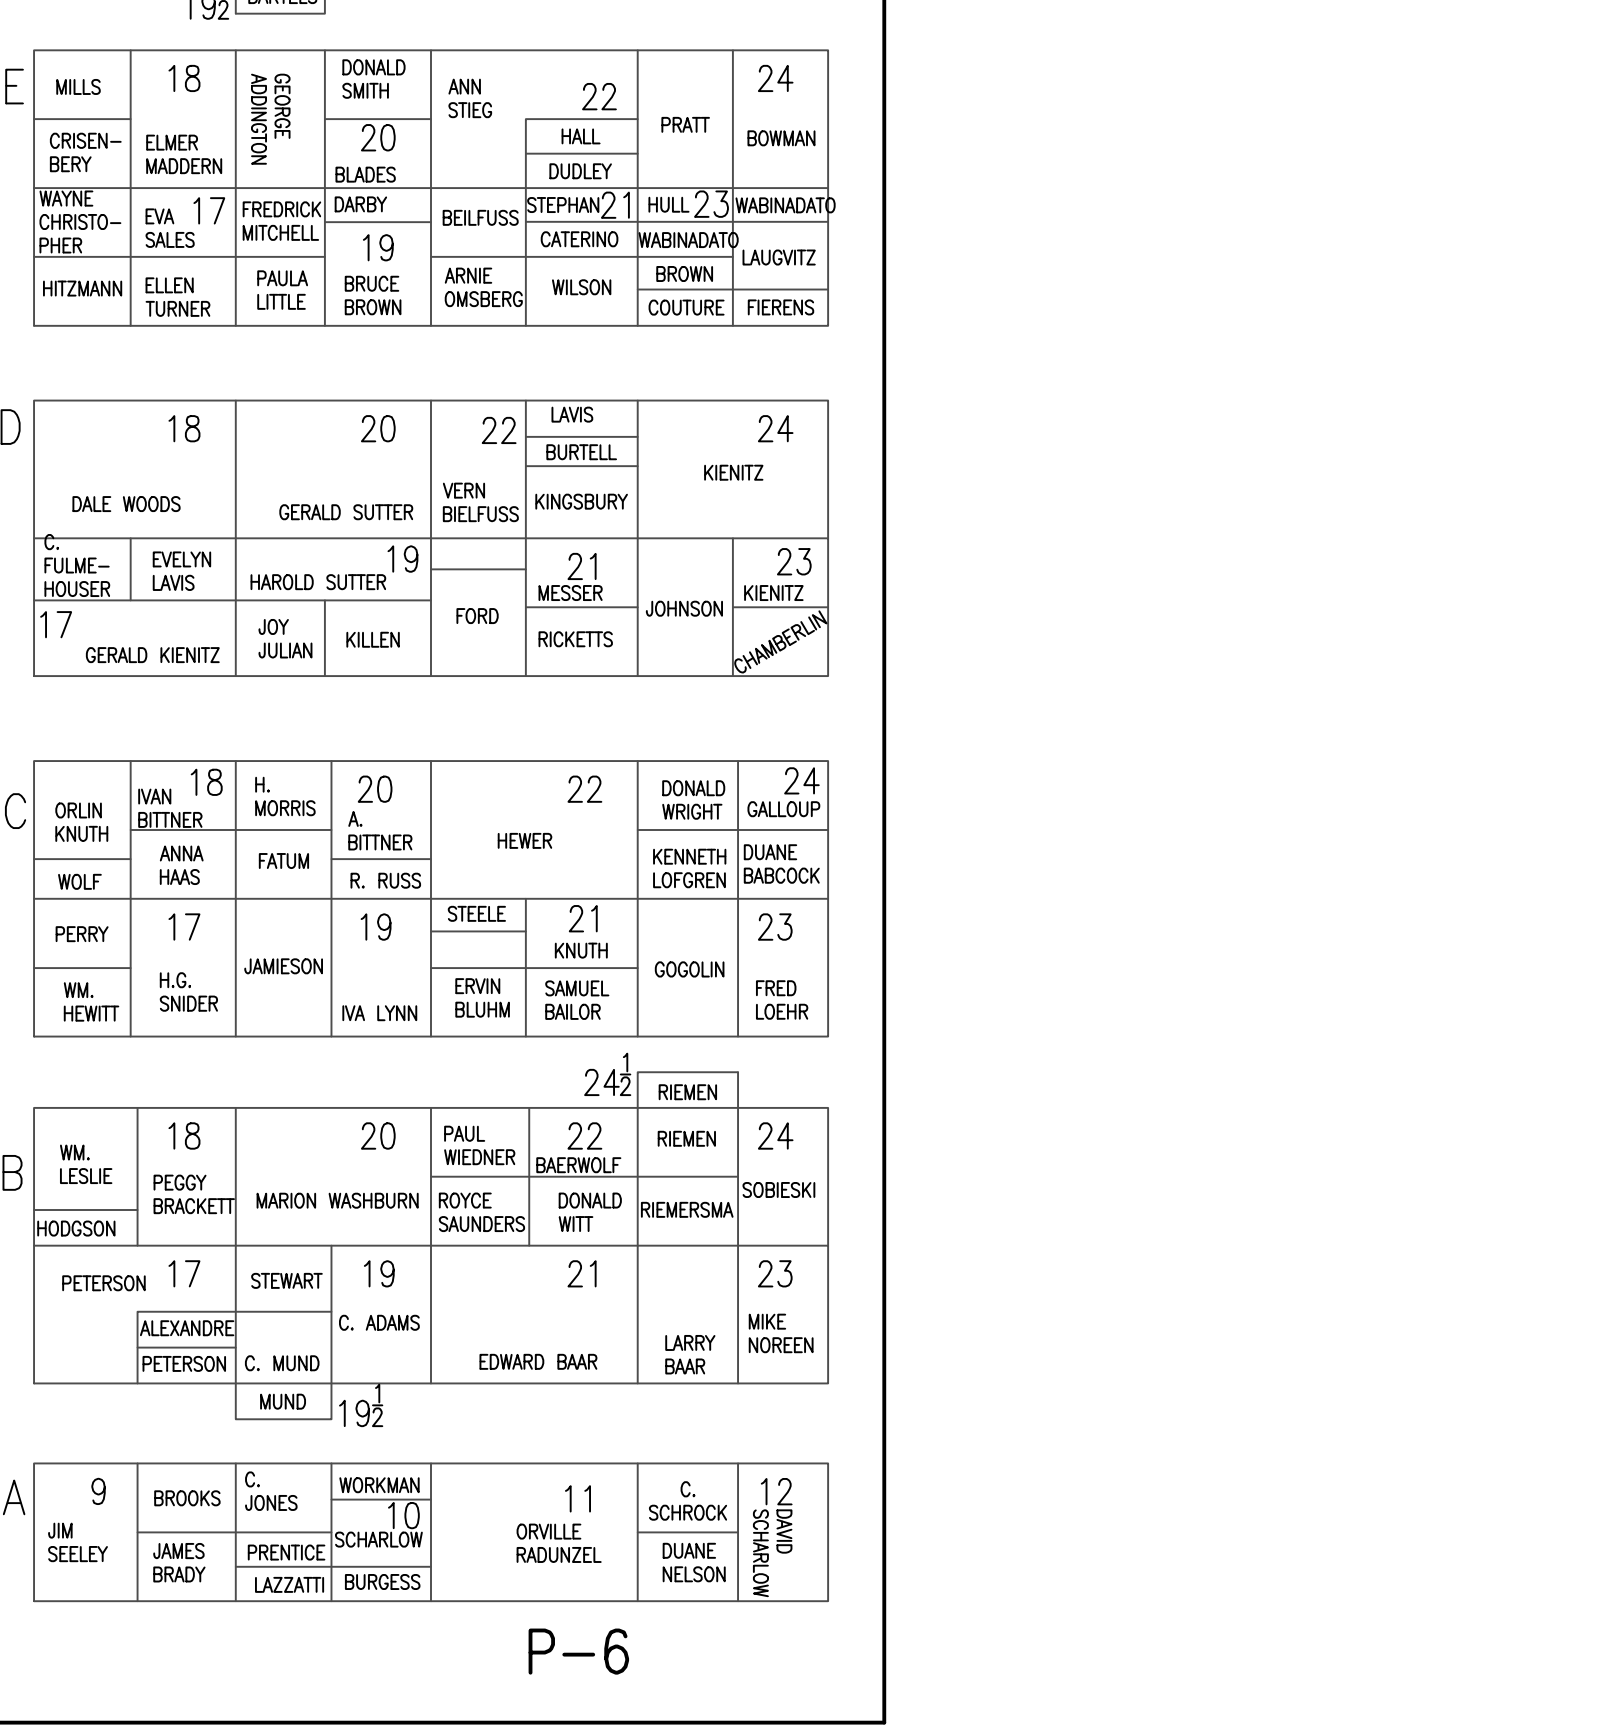 19½
E
MILLS
18
GEORGE
ADDINGTON
DONALD
SMITH
ANN
STIEG
22
PRATT
24
BOWMAN
CRISEN-
BERY
ELMER
MADDERN
20
BLADES
HALL
DUDLEY
WAYNE
CHRISTO-
PHER
EVA 17
SALES
FREDRICK
MITCHELL
DARBY
BEILFUSS
STEPHAN 21
HULL 23
WABINADATO
19
BRUCE
BROWN
CATERINO
WABINADATO
LAUGVITZ
HITZMANN
ELLEN
TURNER
PAULA
LITTLE
ARNIE
OMSBERG
WILSON
BROWN
COUTURE
FIERENS
D
18
DALE WOODS
20
GERALD SUTTER
22
VERN
BIELFUSS
LAVIS
BURTELL
KINGSBURY
24
KIENITZ
C.
FULME-
HOUSER
EVELYN
LAVIS
19
HAROLD SUTTER
21
MESSER
JOHNSON
23
KIENITZ
17
GERALD KIENITZ
JOY
JULIAN
KILLEN
FORD
RICKETTS
CHAMBERLIN
C
ORLIN
KNUTH
IVAN 18
BITTNER
H.
MORRIS
20
A.
BITTNER
22
HEWER
DONALD
WRIGHT
24
GALLOUP
WOLF
ANNA
HAAS
FATUM
R. RUSS
KENNETH
LOFGREN
DUANE
BABCOCK
PERRY
17
H.G.
SNIDER
JAMIESON
19
IVA LYNN
STEELE
21
KNUTH
GOGOLIN
23
FRED
LOEHR
WM.
HEWITT
ERVIN
BLUHM
SAMUEL
BAILOR
24½
RIEMEN
B
WM.
LESLIE
18
PEGGY
BRACKETT
20
MARION WASHBURN
PAUL
WIEDNER
22
BAERWOLF
RIEMEN
24
SOBIESKI
HODGSON
ROYCE
SAUNDERS
DONALD
WITT
RIEMERSMA
PETERSON 17
STEWART
19
C. ADAMS
21
EDWARD BAAR
LARRY
BAAR
23
MIKE
NOREEN
ALEXANDRE
PETERSON
C. MUND
MUND
19½
A
9
JIM
SEELEY
BROOKS
C.
JONES
WORKMAN
10
SCHARLOW
11
ORVILLE
RADUNZEL
C.
SCHROCK
12
DAVID
SCHARLOW
JAMES
BRADY
PRENTICE
LAZZATTI
BURGESS
DUANE
NELSON
P-6